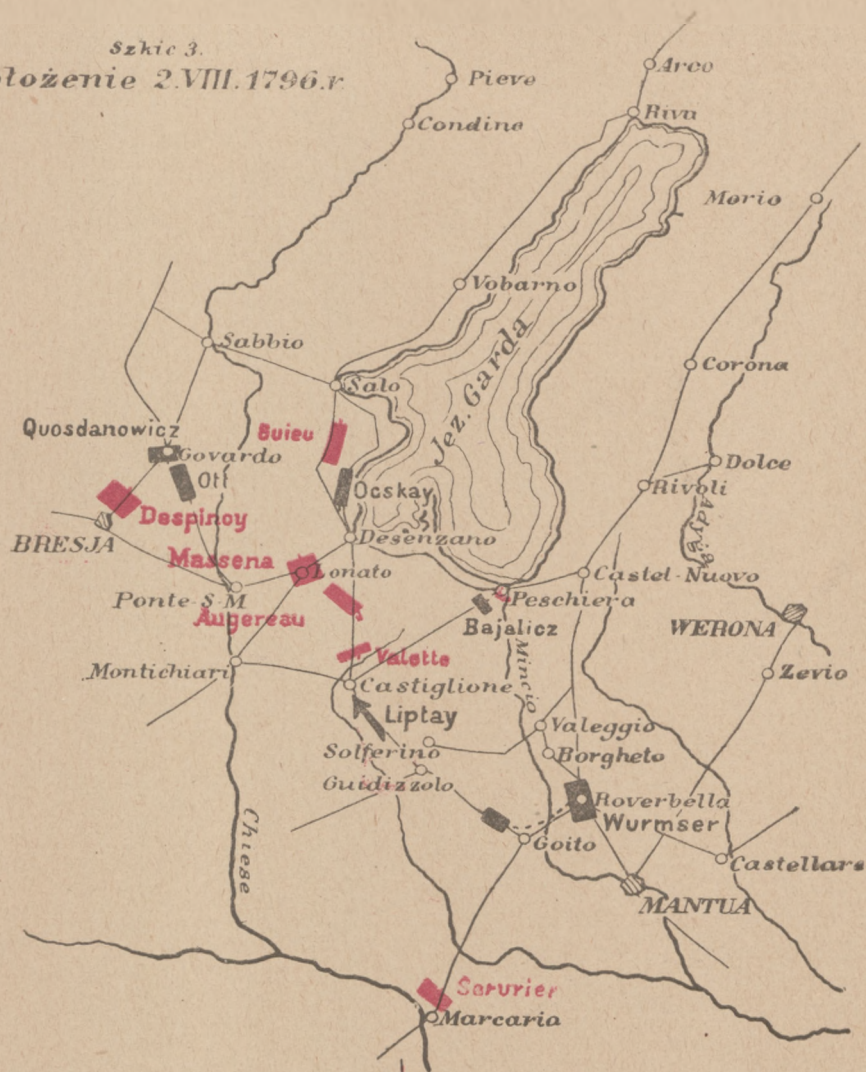 Szkic 3.
łożenie 2.VIII.1796.r
Arco
Pieve
Riva
Condino
Morio
Vobarno
Sabbio
Jez. Garda
Corona
Salo
Quosdanowicz
Guieu
Govardo
Dolce
Ott
Ocskay
Rivoli
Despinoy
Adyga
BRESJA
Desenzano
Massena
Lonato
Castel-Nuovo
Ponte-S-M
Peschiera
Augereau
Bajalicz
WERONA
Valette
Mincio
Montichiari
Zevio
Castiglione
Liptay
Valeggio
Solferino
Borgheto
Guidizzolo
Roverbella
Chiese
Wurmser
Goito
Castellaro
MANTUA
Serurier
Marcaria